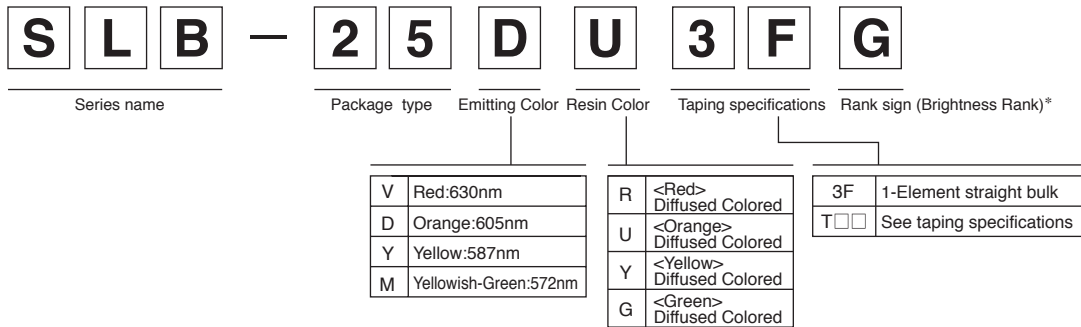 S L B — 2 5 D U 3 F G
Series name Package type Emitting Color Resin Color Taping specifications Rank sign (Brightness Rank)*
V Red:630nm
D Orange:605nm
Y Yellow:587nm
M Yellowish-Green:572nm
R <Red>
Diffused Colored
U <Orange>
Diffused Colored
Y <Yellow>
Diffused Colored
G <Green>
Diffused Colored
3F 1-Element straight bulk
T□□ See taping specifications